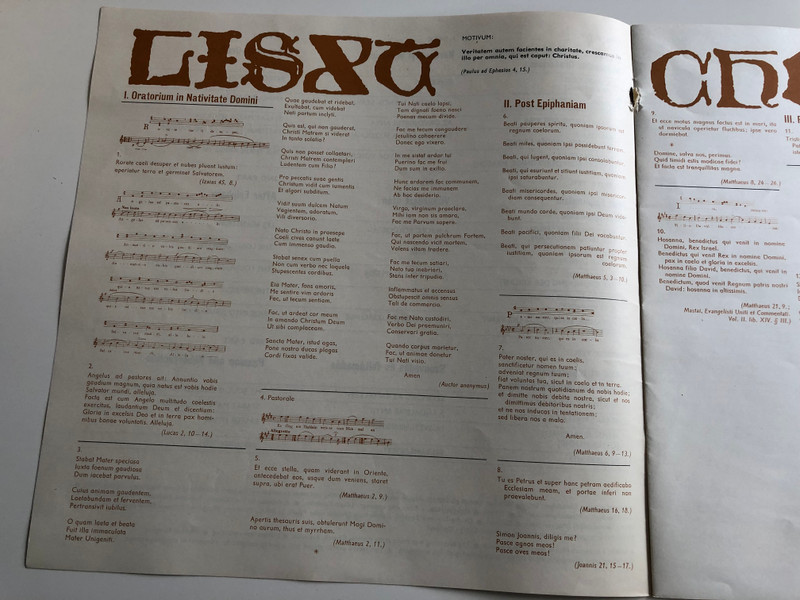 LISZT
MOTIVUM:
Veritatem autem facientes in charitate, crescamus in
illo per omnia, qui est caput: Christus.
(Paulus ad Ephesios 4, 15.)
I. Oratorium in Nativitate Domini
1.
Rorate coeli desuper et nubes pluant iustum:
aperiatur terra et germinet Salvatorem.
(Izaias 45, 8.)
2.
Angelus ad pastores ait: Annuntio vobis
gaudium magnum, quia natus est vobis hodie
Salvator mundi, alleluja.
Facta est cum Angelo multitudo coelestis
exercitus, laudantium Deum et dicentium:
Gloria in excelsis Deo et in terra pax homi-
nibus bonae voluntatis. Alleluja.
(Lucas 2, 10—14.)
3.
Stabat Mater speciosa
Iuxta foenum gaudiosa
Dum iacebat parvulus.
Cuius animam gaudentem,
Laetabundam et ferventem,
Pertransivit iubilus.
O quam laeta et beata
Fuit illa immaculata
Mater Unigeniti.
Quae gaudebat et ridebat,
Exultabat, cum videbat
Nati partum inclyti.
Quis est, qui non gauderet,
Christi Matrem si videret
In tanto solatio?
Quis non posset collaetari,
Christi Matrem contemplari
Ludentem cum filio?
Pro peccatis suae gentis
Christum vidit cum iumentis
Et algori subditum.
Vidit suum dulcem Natum
Vagientem, adoratum,
Vili diversorio.
Nato Christo in praesepe
Coeli cives canunt laete
Cum immenso gaudio.
Stabat senex cum puella
Non cum verbo nec loquela
Stupescentes cordibus.
Eia Mater, fons amoris,
Me sentire vim ardoris
Fac, ut tecum sentiam.
Fac, ut ardeat cor meum
In amando Christum Deum
Ut sibi complaceam.
Sancta Mater, istud agas,
Pone nostro ducas plagas
Cordi fixas valide.
Tui Nati coelo lapsi,
Tum dignati foeno nasci
Poenas mecum divide.
Fac me tecum congaudere
Jesulino cohaerere
Donec ego vixero.
In me sistat ardor tui
Puerino fac me frui
Dum sum in exilio.
Hunc ardorem fac communem,
Ne facias me immunem
Ab hoc desiderio.
Virgo, virginum praeclara,
Mihi iam non sis amara,
Fac me Parvum rapere.
Fac, ut portem pulchrum Fortem,
Qui nascendo vicit mortem,
Volens vitam tradere.
Fac me tecum satiari,
Nato tuo inebriari,
Stans inter tripudio.
Inflammatus et accensus
Obstupescit omnis sensus
Tali de commercio.
Fac me Nato custodiri,
Verbo Dei praemuniri,
Conservari gratia.
Quando corpus morietur,
Fac, ut animae donetur
Tui Nati visio.
Amen
(Auctor anonymus.)
4. Pastorale
Allegretto
5.
Et ecce stella, quam viderant in Oriente,
antecedebat eos, usque dum veniens, staret
supra, ubi erat Puer.
(Matthaeus 2, 9.)
Apertis thesauris suis, obtulerunt Magi Domi-
no aurum, thus et myrrham.
(Matthaeus 2, 11.)
II. Post Epiphaniam
6.
Beati pauperes spiritu, quoniam ipsorum est
regnum coelorum.
Beati mites, quoniam ipsi possidebunt terram.
Beati, qui lugent, quoniam ipsi consolabuntur.
Beati, qui esuriunt et sitiunt iustitiam, quoniam
ipsi saturabuntur.
Beati misericordes, quoniam ipsi misericor-
diam consequentur.
Beati mundo corde, quoniam ipsi Deum vide-
bunt.
Beati pacifici, quoniam filii Dei vocabuntur.
Beati, qui persecutionem patiuntur propter
iustitiam, quoniam ipsorum est regnum
coelorum.
(Matthaeus 5, 3—10.)
7.
Pater noster, qui es in coelis,
sanctificetur nomen tuum;
adveniat regnum tuum;
fiat voluntas tua, sicut in coelo et in terra.
Panem nostrum quotidianum da nobis hodie;
et dimitte nobis debita nostra, sicut et nos
dimittimus debitoribus nostris;
et ne nos inducas in tentationem;
sed libera nos a malo.
Amen.
(Matthaeus 6, 9—13.)
8.
Tu es Petrus et super hanc petram aedificabo
Ecclesiam meam, et portae inferi non
praevalebunt.
(Matthaeus 16, 18.)
Simon Joannis, diligis me?
Pasce agnos meos!
Pasce oves meos!
(Joannis 21, 15—17.)
CH
9.
Et ecce motus magnus factus est in mari, ita
ut navicula operietur fluctibus; ipse vero
dormiebat.
Domine, salva nos, perimus.
Quid timidi estis modicae fidei?
Et facta est tranquillitas magna.
(Matthaeus 8, 24—26.)
10.
Hosanna, benedictus qui venit in nomine
Domini, Rex Israel.
Benedictus qui venit Rex in nomine Domini,
pax in coelo et gloria in excelsis.
Hosanna filio David, benedictus, qui venit in
nomine Domini.
Benedictum, quod venit Regnum patris nostri
David: hosanna in altissimis.
(Matthaeus 21, 9.;
Vol. II. lib. XIV. § III.)
III.
11.